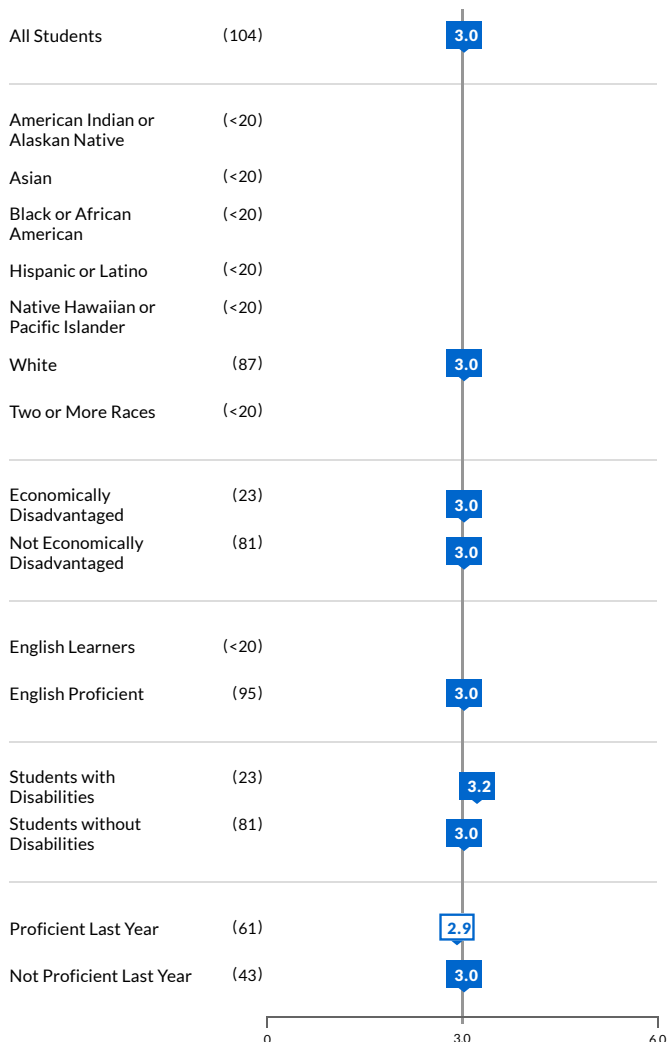 All Students (104) 3.0
American Indian or (<20)
Alaskan Native
Asian (<20)
Black or African (<20)
American
Hispanic or Latino (<20)
Native Hawaiian or (<20)
Pacific Islander
White (87) 3.0
Two or More Races (<20)
Economically (23) 3.0
Disadvantaged
Not Economically (81) 3.0
Disadvantaged
English Learners (<20)
English Proficient (95) 3.0
Students with (23) 3.2
Disabilities
Students without (81) 3.0
Disabilities
Proficient Last Year (61) 2.9
Not Proficient Last Year (43) 3.0
0 3.0 6.0